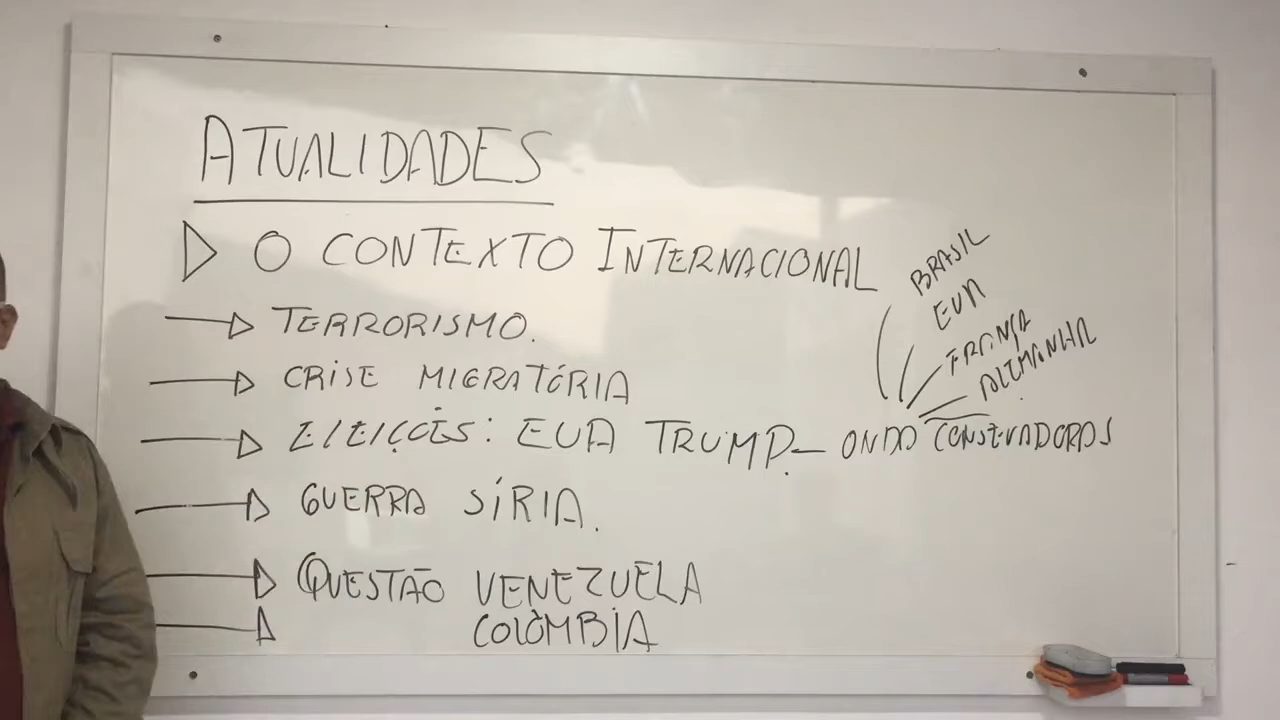 ATUALIDADES
O CONTEXTO INTERNACIONAL
TERRORISMO.
CRISE MIGRATÓRIA
ELEIÇÕES: EUA TRUMP - ONDA CONSEVADORAS
BRASIL
EUA
FRANÇA
ALEMANHA
GUERRA SÍRIA.
QUESTÃO VENEZUELA
COLÔMBIA